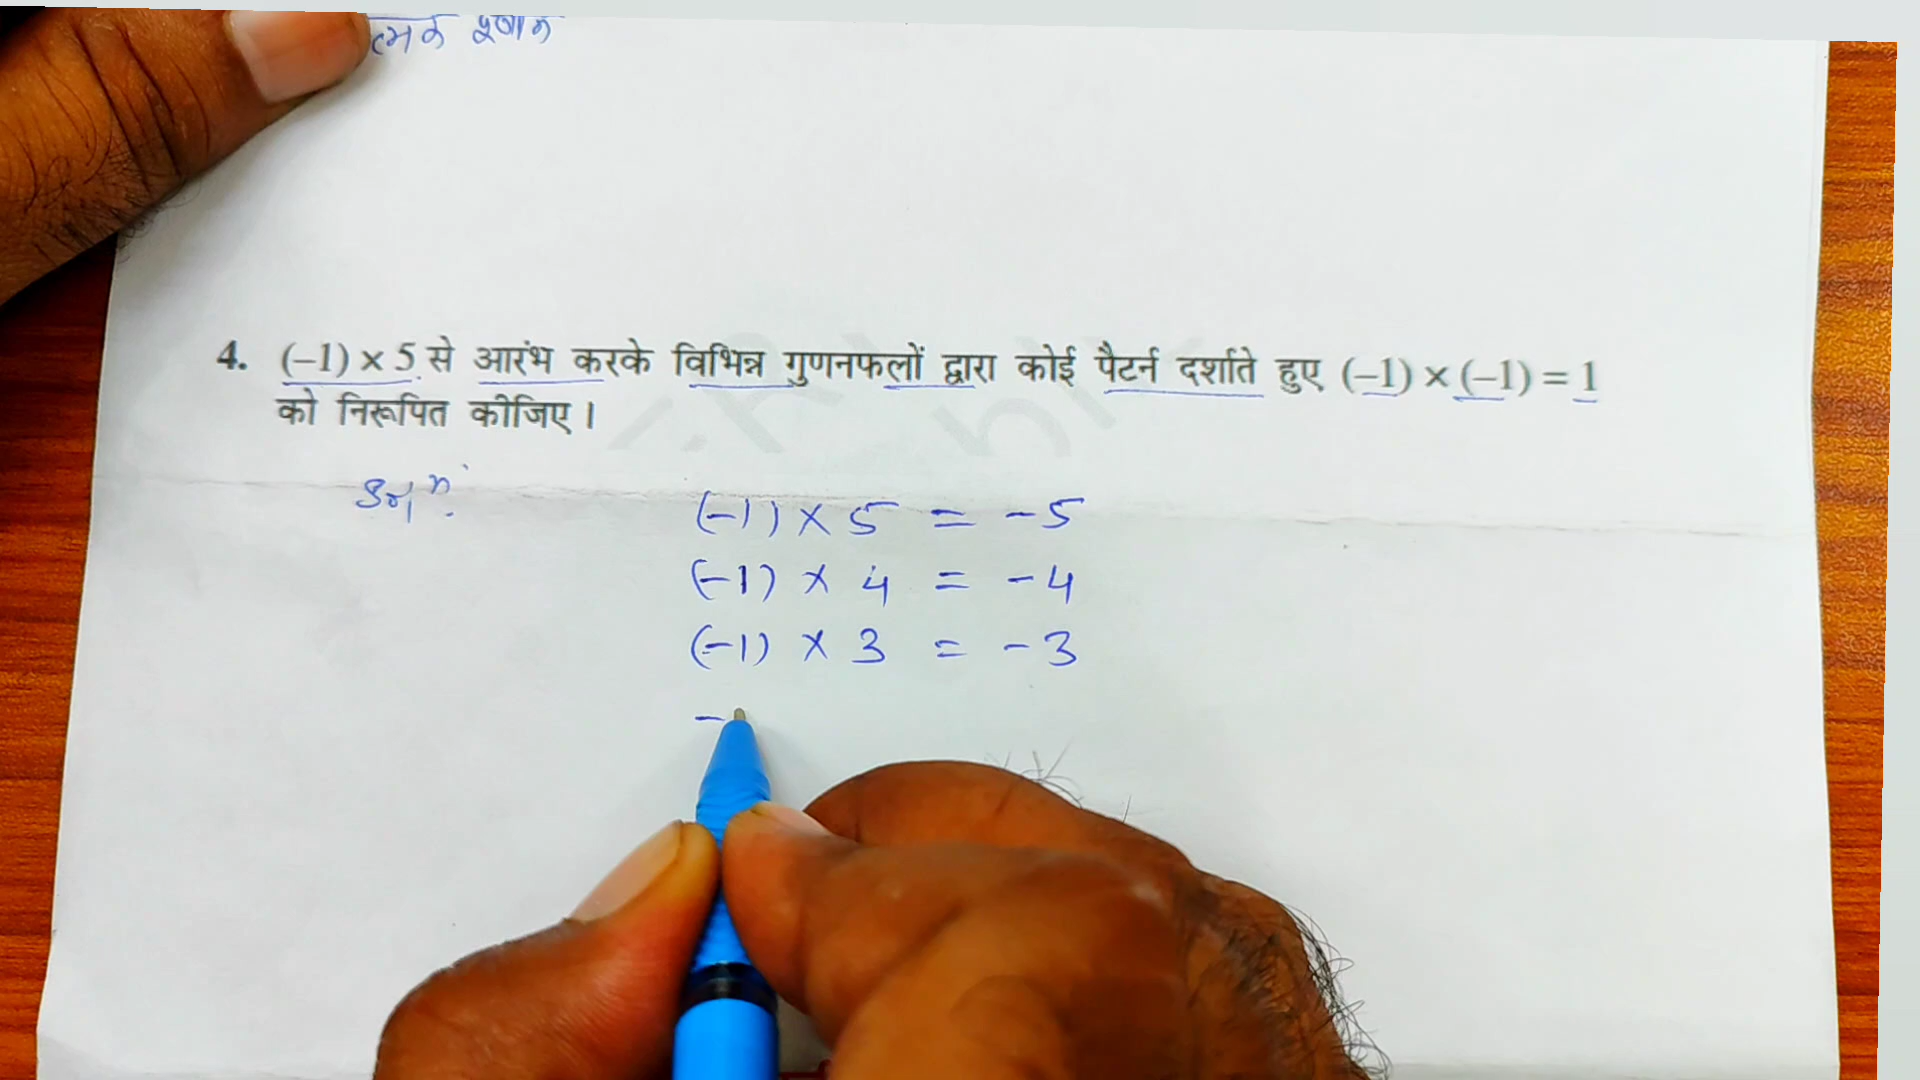 त्मक
4. (–1) × 5 से आरंभ करके विभिन्न गुणनफलों द्वारा कोई पैटर्न दर्शाते हुए (–1) × (–1) = 1
को निरूपित कीजिए।
(-1) × 5 = -5
(-1) × 4 = -4
(-1) × 3 = -3
-